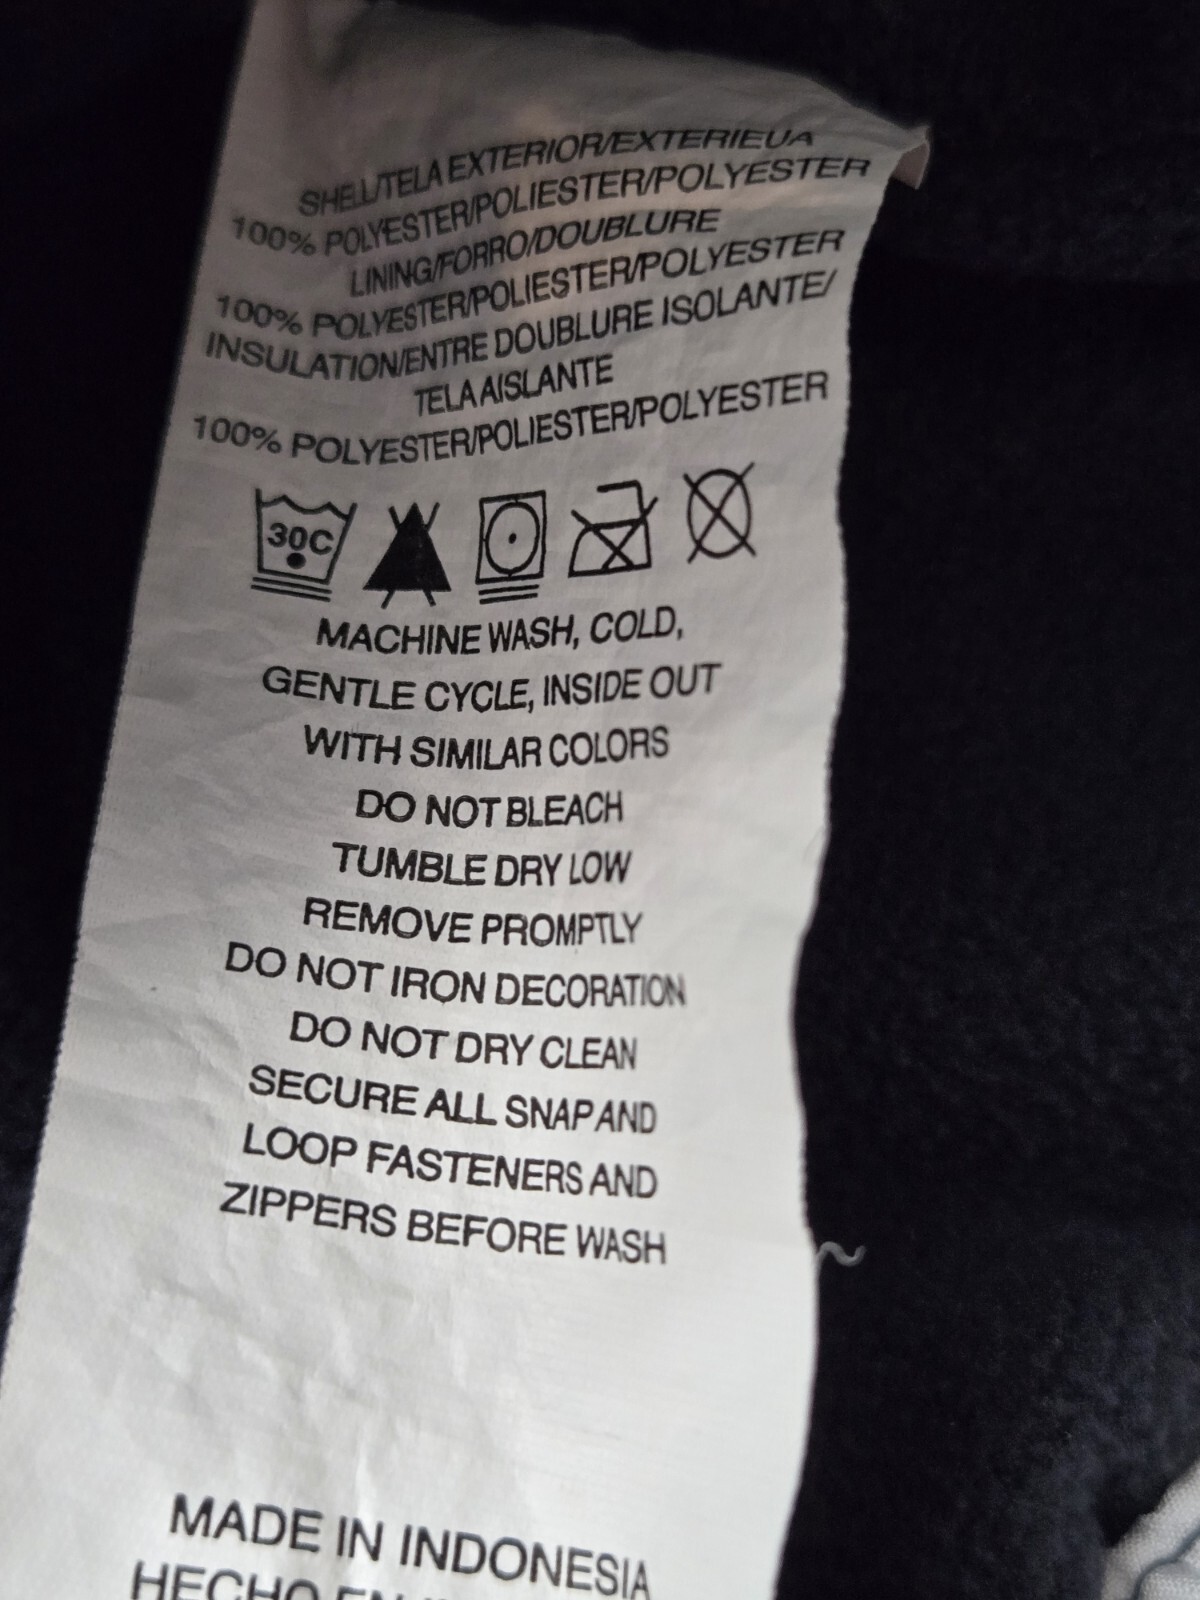 SHELL/TELA EXTERIOR/EXTERIEUA
100% POLYESTER/POLIESTER/POLYESTER
LINING/FORRO/DOUBLURE
100% POLYESTER/POLIESTER/POLYESTER
INSULATION/ENTRE DOUBLURE ISOLANTE/
TELA AISLANTE
100% POLYESTER/POLIESTER/POLYESTER
30C
MACHINE WASH, COLD,
GENTLE CYCLE, INSIDE OUT
WITH SIMILAR COLORS
DO NOT BLEACH
TUMBLE DRY LOW
REMOVE PROMPTLY
DO NOT IRON DECORATION
DO NOT DRY CLEAN
SECURE ALL SNAP AND
LOOP FASTENERS AND
ZIPPERS BEFORE WASH
MADE IN INDONESIA
HECHO EN